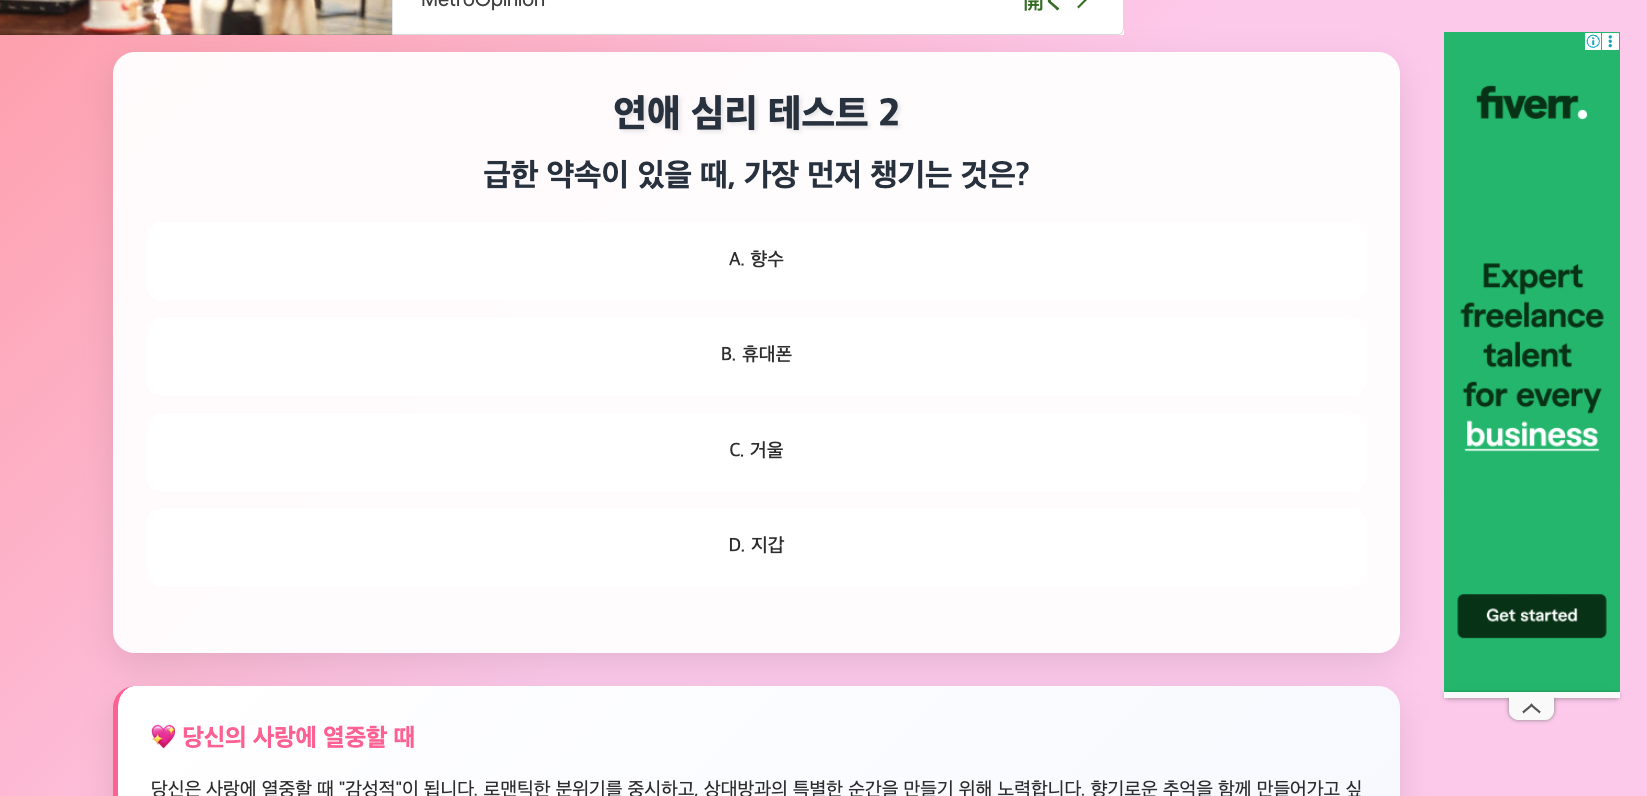 MetroOpinion
開く
연애 심리 테스트 2
급한 약속이 있을 때, 가장 먼저 챙기는 것은?
A. 향수
B. 휴대폰
C. 거울
D. 지갑
💖 당신의 사랑에 열중할 때
당신은 사랑에 열중할 때 "감성적"이 됩니다. 로맨틱한 분위기를 중시하고, 상대방과의 특별한 순간을 만들기 위해 노력합니다. 향기로운 추억을 함께 만들어가고 싶
fiverr.
Expert
freelance
talent
for every
business
Get started